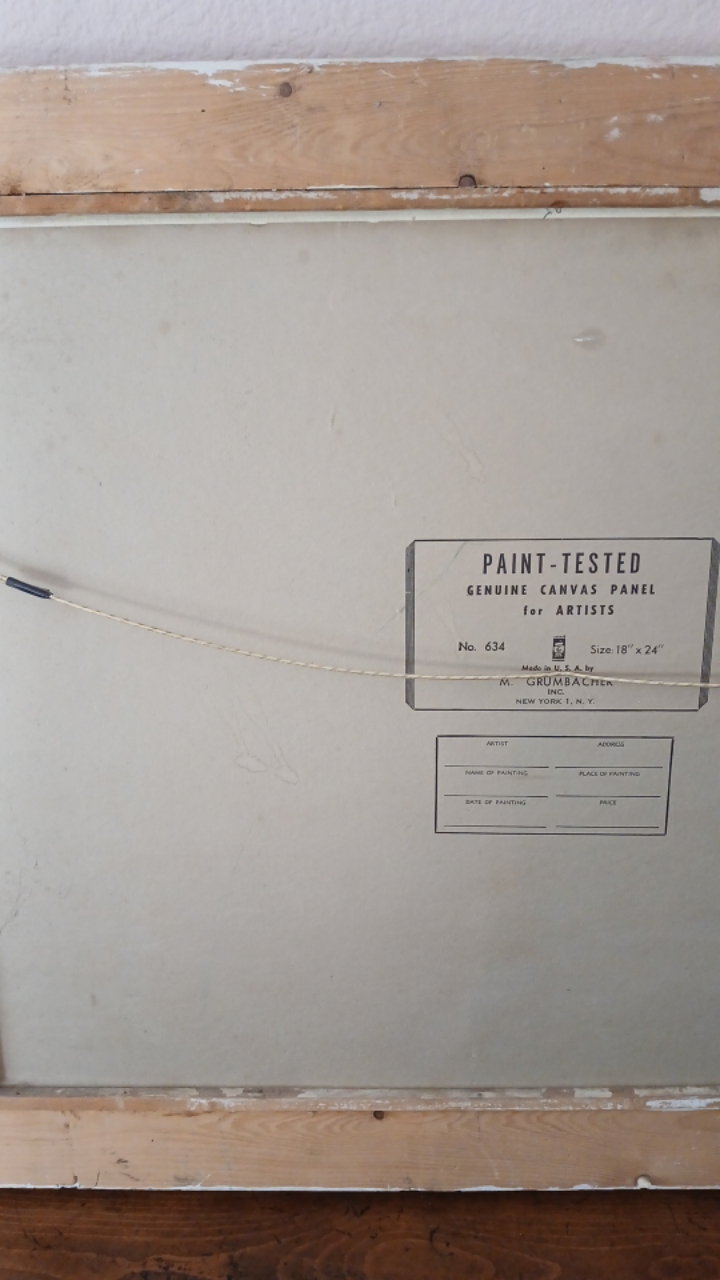 PAINT-TESTED
GENUINE CANVAS PANEL
for ARTISTS
No. 634 Size: 18" x 24"
Made in U. S. A. by
M. GRUMBACHER
INC.
NEW YORK 1, N. Y.
ARTIST ADDRESS
NAME OF PAINTING PLACE OF PAINTING
DATE OF PAINTING PRICE